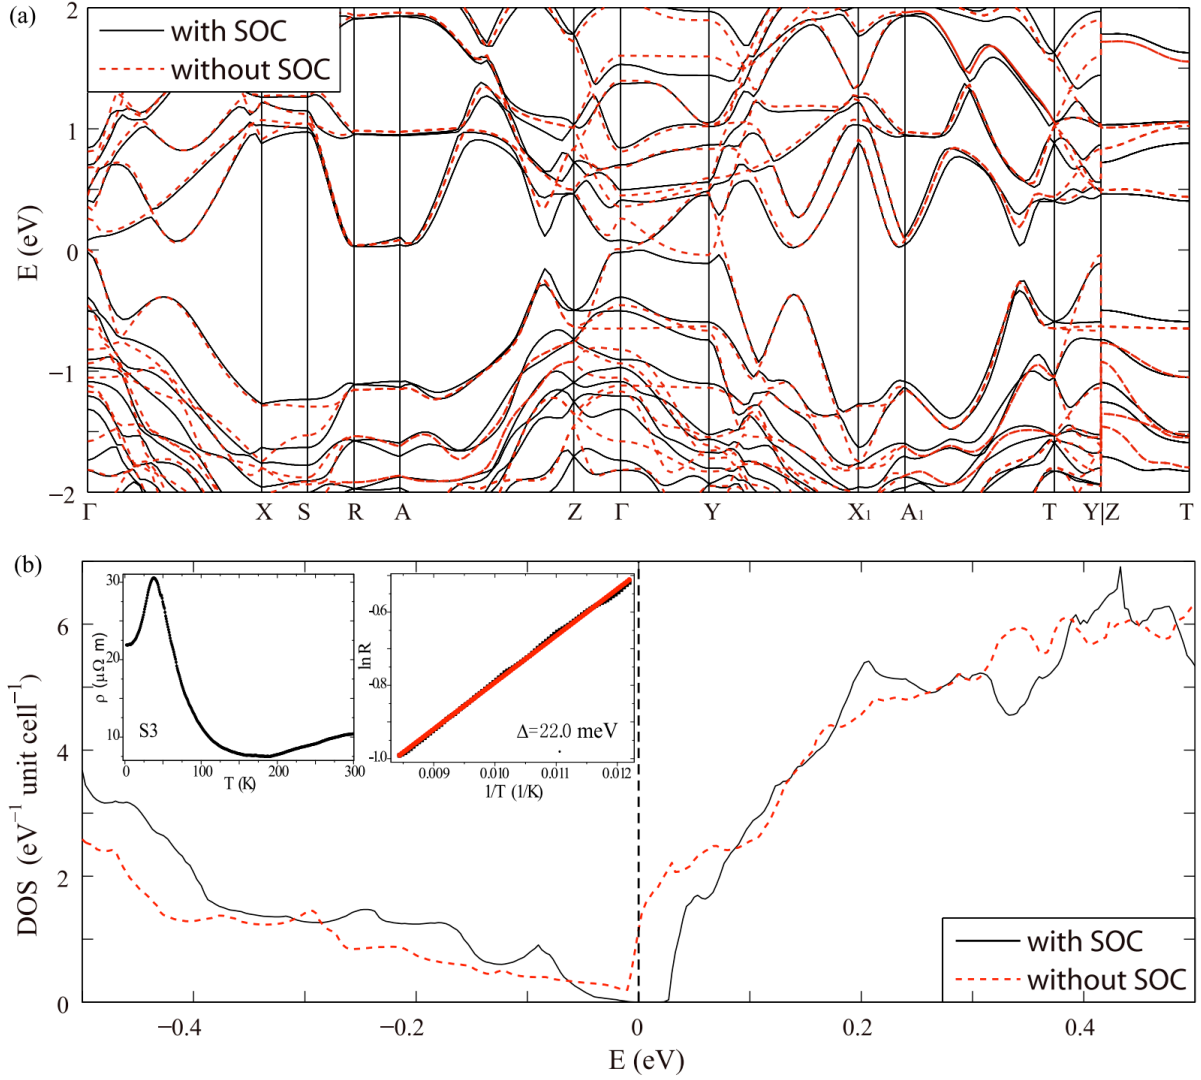 (a)
2
1
0
−1
−2
E (eV)
with SOC
without SOC
Γ X S R A Z Γ Y X1 A1 T Y|Z T
(b)
6
4
2
0
DOS (eV−1 unit cell−1)
30
20
10
ρ (μΩ m)
S3
0 100 200 300
T (K)
-0.6
-0.8
-1.0
ln R
Δ=22.0 meV
0.009 0.010 0.011 0.012
1/T (1/K)
with SOC
without SOC
−0.4 −0.2 0 0.2 0.4
E (eV)